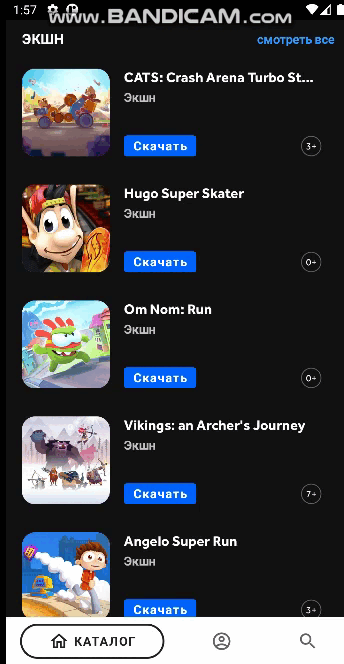 1:57
www.BANDICAM.com
ЭКШН
смотреть все
CATS: Crash Arena Turbo St...
Экшн
Скачать
3+
Hugo Super Skater
Экшн
Скачать
0+
Om Nom: Run
Экшн
Скачать
0+
Vikings: an Archer's Journey
Экшн
Скачать
7+
Angelo Super Run
Экшн
Скачать
3+
КАТАЛОГ